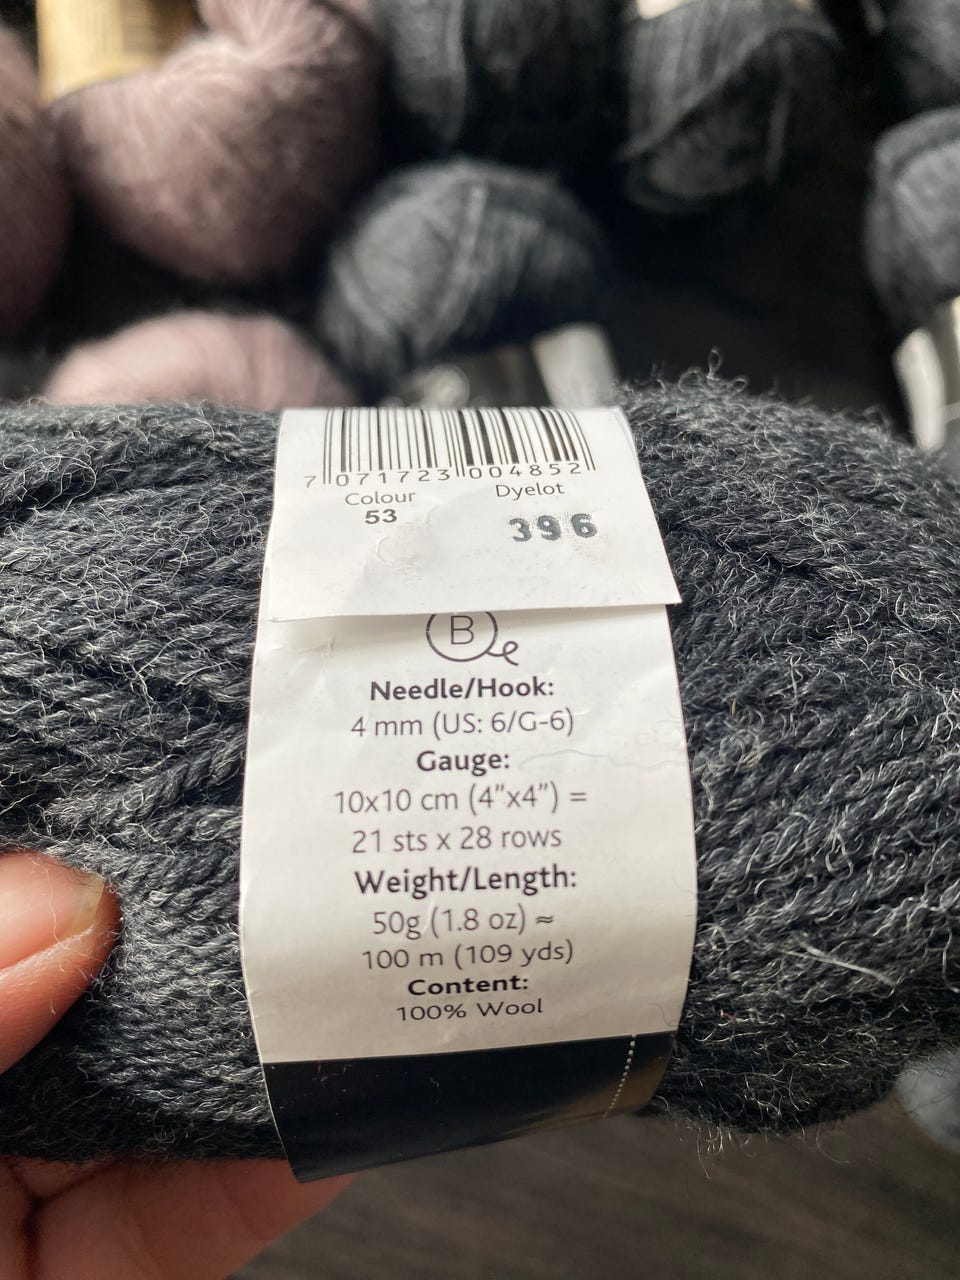 7 071723 004852
Colour Dyelot
53 396
B
Needle/Hook:
4 mm (US: 6/G-6)
Gauge:
10x10 cm (4”x4”) =
21 sts x 28 rows
Weight/Length:
50g (1.8 oz) ≈
100 m (109 yds)
Content:
100% Wool